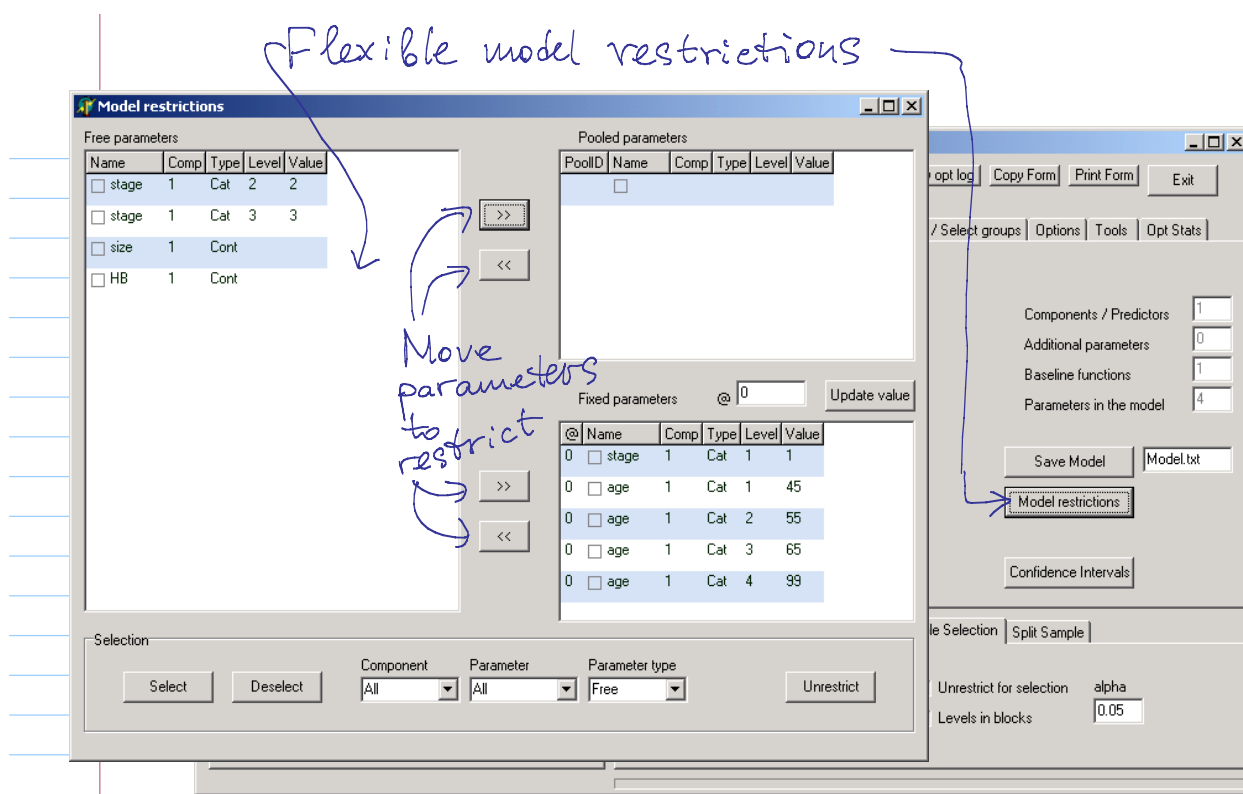 Flexible model restrictions
Model restrictions
Free parameters
Name Comp Type Level Value
stage 1 Cat 2 2
stage 1 Cat 3 3
size 1 Cont
HB 1 Cont
>>
<<
Move
parameters
to
restrict
>>
<<
Pooled parameters
PoolID Name Comp Type Level Value
Fixed parameters @ 0 Update value
@ Name Comp Type Level Value
0 stage 1 Cat 1 1
0 age 1 Cat 1 45
0 age 1 Cat 2 55
0 age 1 Cat 3 65
0 age 1 Cat 4 99
Selection
Select Deselect
Component
All
Parameter
All
Parameter type
Free
Unrestrict
opt log Copy Form Print Form Exit
/ Select groups Options Tools Opt Stats
Components / Predictors 1
Additional parameters 0
Baseline functions 1
Parameters in the model 4
Save Model Model.txt
Model restrictions
Confidence Intervals
le Selection Split Sample
Unrestrict for selection
Levels in blocks
alpha
0.05